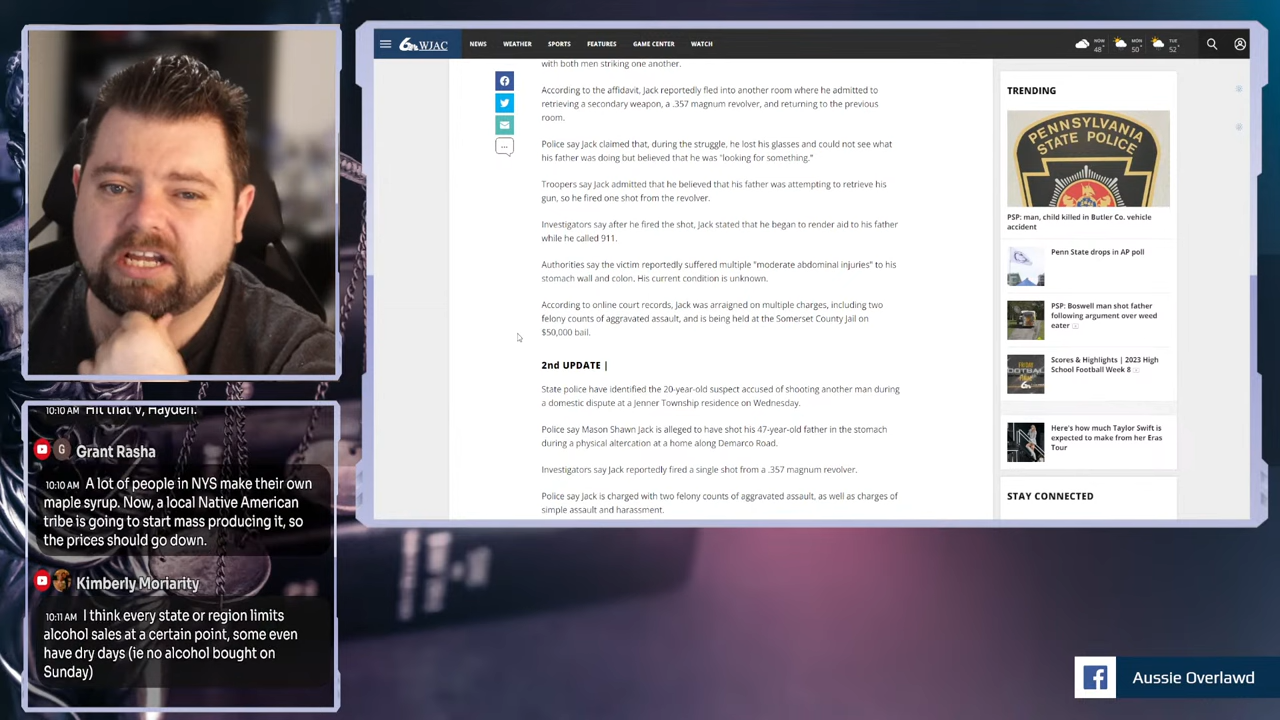 6 WJAC
NEWS
WEATHER
SPORTS
FEATURES
GAME CENTER
WATCH
NOW
48°
MON
50°
TUE
52°
with both men striking one another.
According to the affidavit, Jack reportedly fled into another room where he admitted to
retrieving a secondary weapon, a .357 magnum revolver, and returning to the previous
room.
Police say Jack claimed that, during the struggle, he lost his glasses and could not see what
his father was doing but believed that he was "looking for something."
Troopers say Jack admitted that he believed that his father was attempting to retrieve his
gun, so he fired one shot from the revolver.
Investigators say after he fired the shot, Jack stated that he began to render aid to his father
while he called 911.
Authorities say the victim reportedly suffered multiple "moderate abdominal injuries" to his
stomach wall and colon. His current condition is unknown.
According to online court records, Jack was arraigned on multiple charges, including two
felony counts of aggravated assault, and is being held at the Somerset County Jail on
$50,000 bail.
2nd UPDATE |
State police have identified the 20-year-old suspect accused of shooting another man during
a domestic dispute at a Jenner Township residence on Wednesday.
Police say Mason Shawn Jack is alleged to have shot his 47-year-old father in the stomach
during a physical altercation at a home along Demarco Road.
Investigators say Jack reportedly fired a single shot from a .357 magnum revolver.
Police say Jack is charged with two felony counts of aggravated assault, as well as charges of
simple assault and harassment.
TRENDING
PENNSYLVANIA
STATE POLICE
PSP: man, child killed in Butler Co. vehicle
accident
Penn State drops in AP poll
PSP: Boswell man shot father
following argument over weed
eater
Scores & Highlights | 2023 High
School Football Week 8
Here's how much Taylor Swift is
expected to make from her Eras
Tour
STAY CONNECTED
10:10 AM Hit that V, Hayden.
G Grant Rasha
10:10 AM A lot of people in NYS make their own
maple syrup. Now, a local Native American
tribe is going to start mass producing it, so
the prices should go down.
Kimberly Moriarity
10:11 AM I think every state or region limits
alcohol sales at a certain point, some even
have dry days (ie no alcohol bought on
Sunday)
Aussie Overlawd